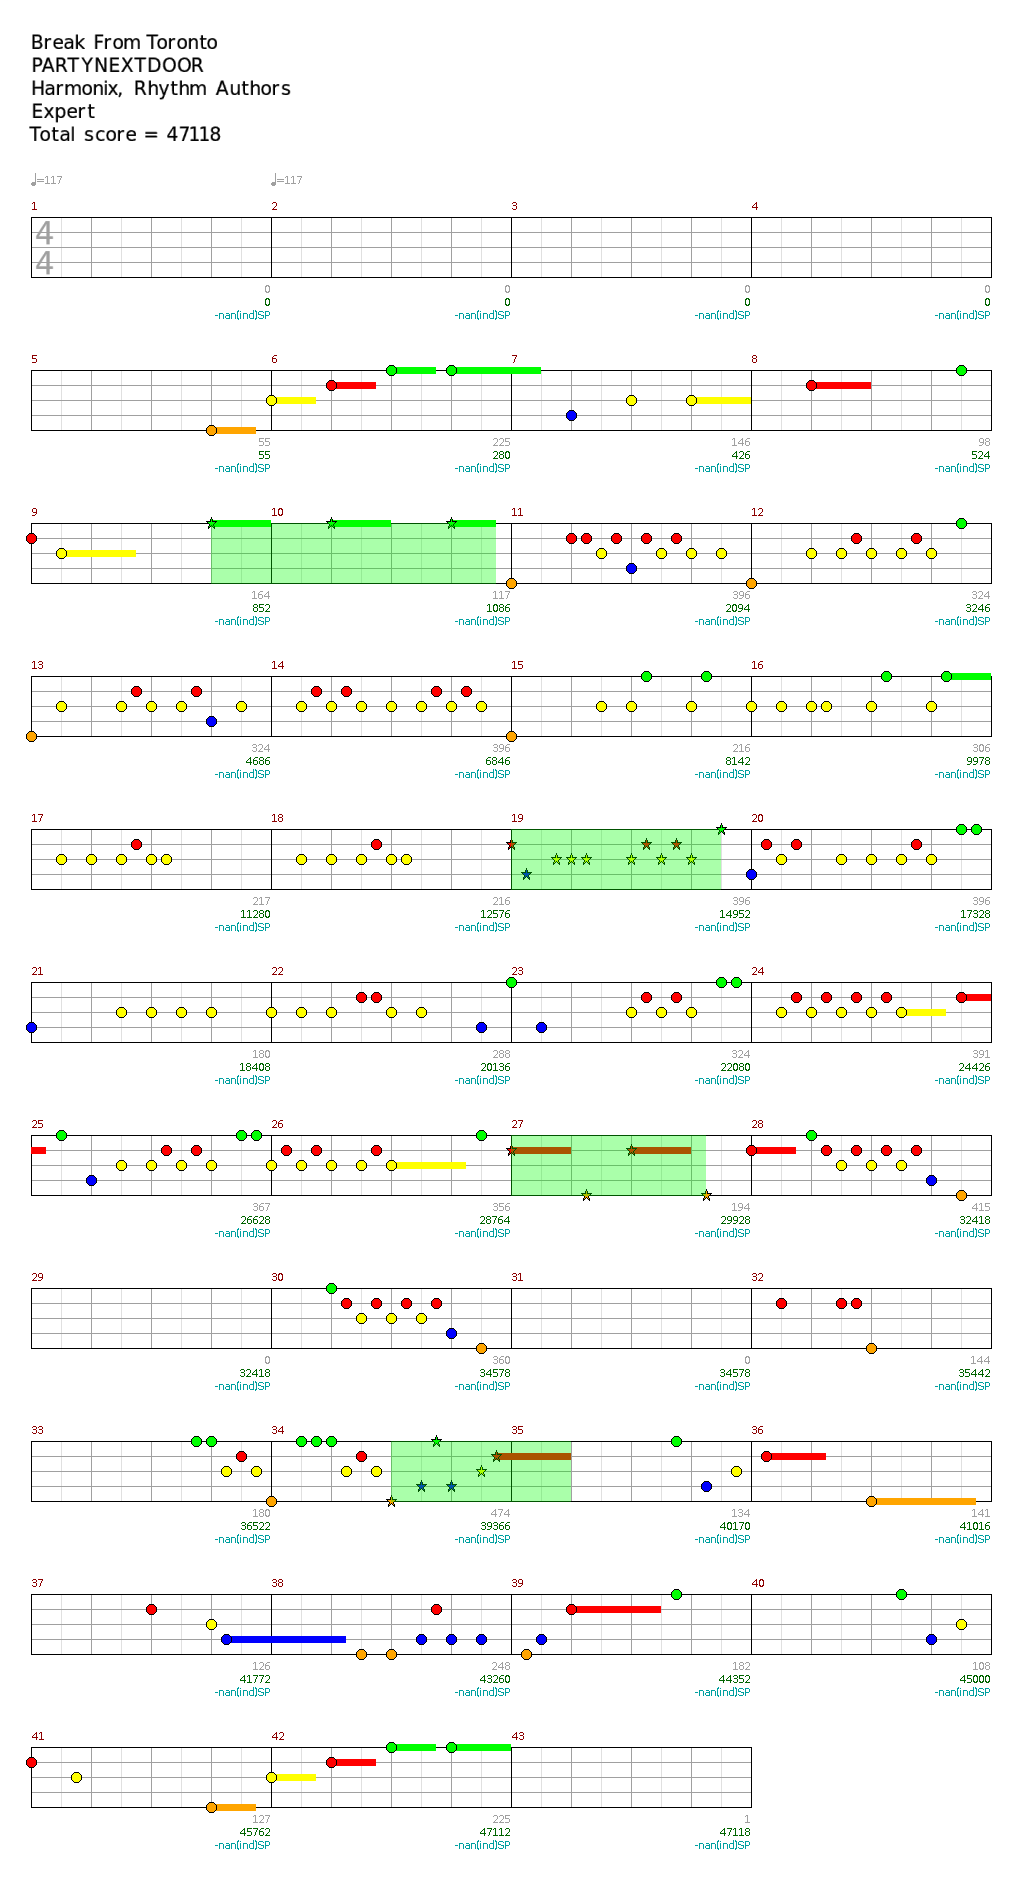 Break From Toronto
PARTYNEXTDOOR
Harmonix, Rhythm Authors
Expert
Total score = 47118
♩=117 ♩=117
1 2 3 4
4
4
0 0 0 0
0 0 0 0
-nan(ind)SP -nan(ind)SP -nan(ind)SP -nan(ind)SP
5 6 7 8
55 225 146 98
55 280 426 524
-nan(ind)SP -nan(ind)SP -nan(ind)SP -nan(ind)SP
9 10 11 12
164 117 396 324
852 1086 2094 3246
-nan(ind)SP -nan(ind)SP -nan(ind)SP -nan(ind)SP
13 14 15 16
324 396 216 306
4686 6846 8142 9978
-nan(ind)SP -nan(ind)SP -nan(ind)SP -nan(ind)SP
17 18 19 20
217 216 396 396
11280 12576 14952 17328
-nan(ind)SP -nan(ind)SP -nan(ind)SP -nan(ind)SP
21 22 23 24
180 288 324 391
18408 20136 22080 24426
-nan(ind)SP -nan(ind)SP -nan(ind)SP -nan(ind)SP
25 26 27 28
367 356 194 415
26628 28764 29928 32418
-nan(ind)SP -nan(ind)SP -nan(ind)SP -nan(ind)SP
29 30 31 32
0 360 0 144
32418 34578 34578 35442
-nan(ind)SP -nan(ind)SP -nan(ind)SP -nan(ind)SP
33 34 35 36
180 474 134 141
36522 39366 40170 41016
-nan(ind)SP -nan(ind)SP -nan(ind)SP -nan(ind)SP
37 38 39 40
126 248 182 108
41772 43260 44352 45000
-nan(ind)SP -nan(ind)SP -nan(ind)SP -nan(ind)SP
41 42 43
127 225 1
45762 47112 47118
-nan(ind)SP -nan(ind)SP -nan(ind)SP